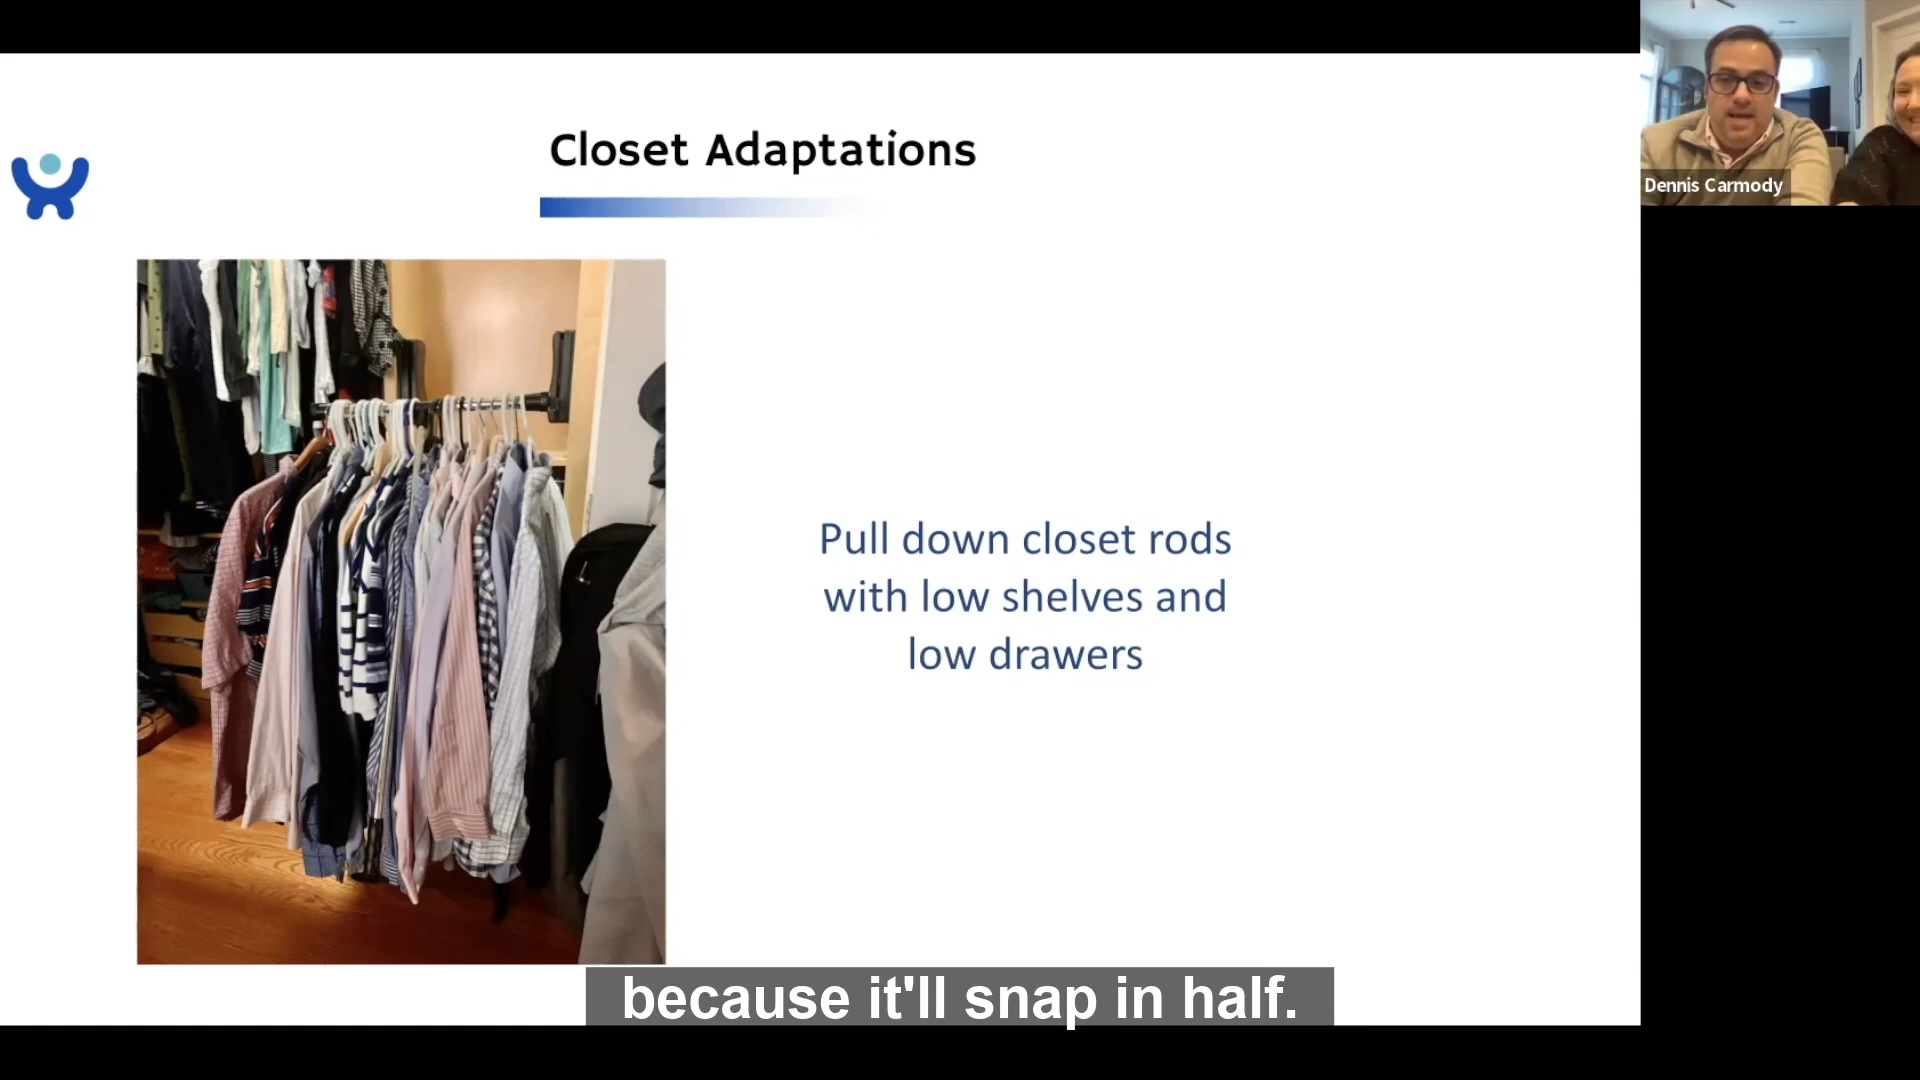 Closet Adaptations
Dennis Carmody
Pull down closet rods
with low shelves and
low drawers
because it'll snap in half.